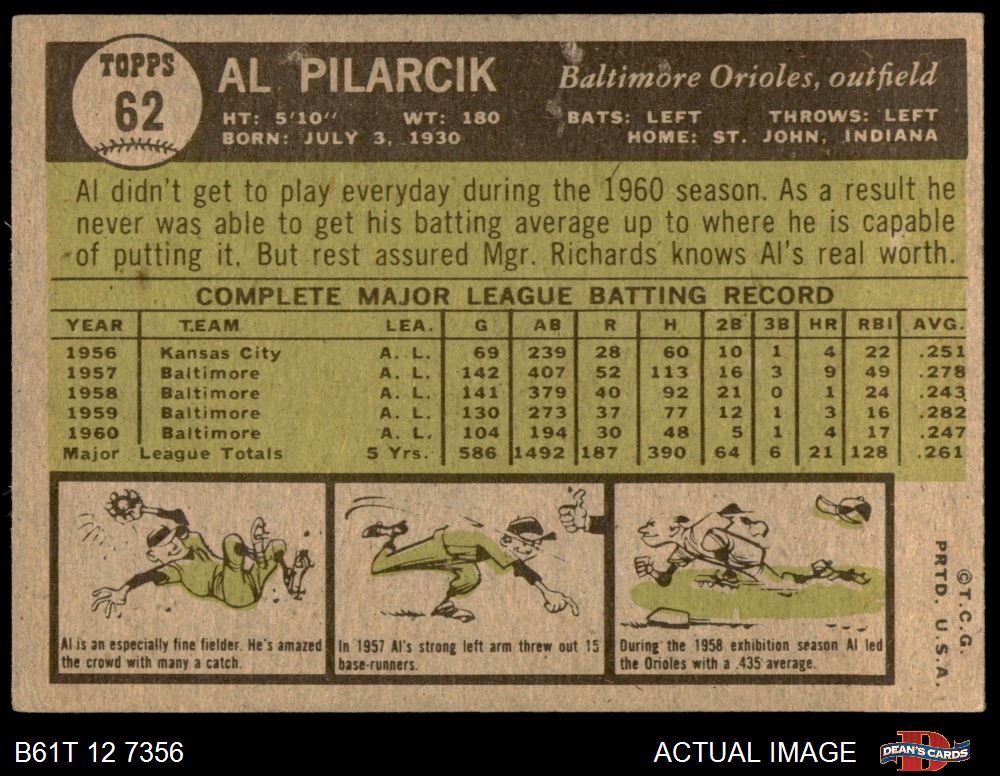 TOPPS
62
AL PILARCIK
Baltimore Orioles, outfield
HT: 5'10" WT: 180 BATS: LEFT THROWS: LEFT
BORN: JULY 3, 1930 HOME: ST. JOHN, INDIANA
Al didn't get to play everyday during the 1960 season. As a result he
never was able to get his batting average up to where he is capable
of putting it. But rest assured Mgr. Richards knows Al's real worth.
COMPLETE MAJOR LEAGUE BATTING RECORD
YEAR TEAM LEA. G AB R H 2B 3B HR RBI AVG.
1956 Kansas City A. L. 69 239 28 60 10 1 4 22 .251
1957 Baltimore A. L. 142 407 52 113 16 3 9 49 .278
1958 Baltimore A. L. 141 379 40 92 21 0 1 24 .243
1959 Baltimore A. L. 130 273 37 77 12 1 3 16 .282
1960 Baltimore A. L. 104 194 30 48 5 1 4 17 .247
Major League Totals 5 Yrs. 586 1492 187 390 64 6 21 128 .261
Al is an especially fine fielder. He's amazed
the crowd with many a catch.
In 1957 Al's strong left arm threw out 15
base-runners.
During the 1958 exhibition season Al led
the Orioles with a .435 average.
© T.C.G.
PRTD. U.S.A.
B61T 12 7356
ACTUAL IMAGE
D
DEAN'S CARDS